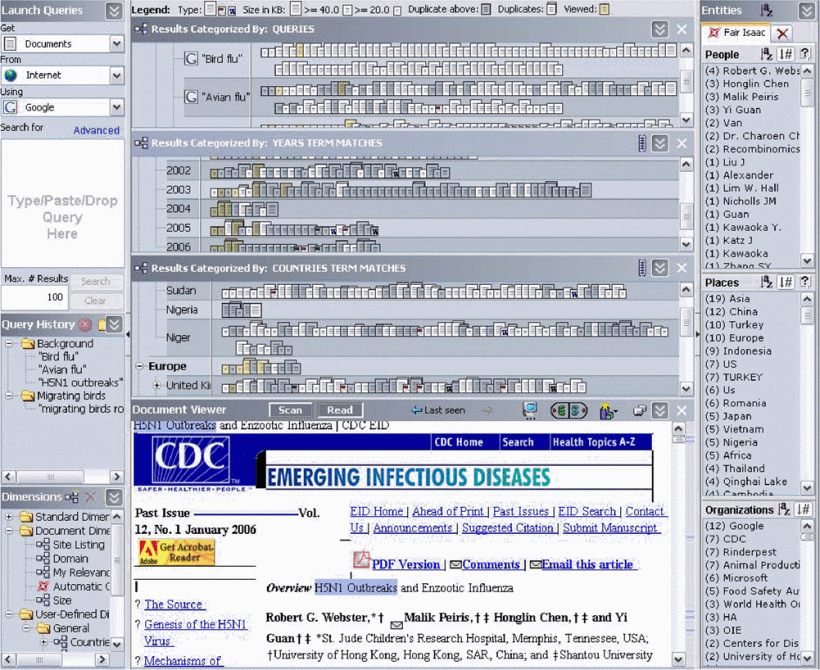 Launch Queries
Get
Documents
From
Internet
Using
Google
Search for Advanced
Type/Paste/Drop
Query
Here
Max. # Results Search
100 Clear
Query History
Background
"Bird flu"
"Avian flu"
"H5N1 outbreaks"
Migrating birds
"migrating birds ro
Dimensions
Standard Dimer
Document Dime
Site Listing
Domain
My Relevanc
Automatic C
Size
User-Defined Di
General
Countrie
Legend: Type: Size in KB: >= 40.0 >= 20.0 Duplicate above: Duplicates: Viewed:
Results Categorized By: QUERIES
"Bird flu"
"Avian flu"
Results Categorized By: YEARS TERM MATCHES
2002
2003
2004
2005
2006
Results Categorized By: COUNTRIES TERM MATCHES
Sudan
Nigeria
Niger
Europe
United Ki
Document Viewer Scan Read Last seen
H5N1 Outbreaks and Enzootic Influenza | CDC EID
CDC Home Search Health Topics A-Z
CDC
TM
SAFER•HEALTHIER•PEOPLE™
EMERGING INFECTIOUS DISEASES
Past Issue Vol.
12, No. 1 January 2006
EID Home | Ahead of Print | Past Issues | EID Search | Contact
Us | Announcements | Suggested Citation | Submit Manuscript
Get Acrobat
Reader
Adobe
PDF Version | Comments | Email this article
Overview H5N1 Outbreaks and Enzootic Influenza
? The Source
? Genesis of the H5N1
Virus
? Mechanisms of
Robert G. Webster,*† Malik Peiris,†‡ Honglin Chen,†‡ and Yi
Guan†‡ *St. Jude Children's Research Hospital, Memphis, Tennessee, USA;
†University of Hong Kong, Hong Kong, SAR, China; and ‡Shantou University
Entities
Fair Isaac
People
(4) Robert G. Webs
(3) Honglin Chen
(3) Malik Peiris
(3) Yi Guan
(2) Van
(2) Dr. Charoen Ch
(2) Recombinomics
(1) Liu J
(1) Alexander
(1) Lim W. Hall
(1) Nicholls JM
(1) Guan
(1) Kawaoka Y.
(1) Katz J
(1) Kawaoka
(1) Zhang SX
Places
(19) Asia
(12) China
(10) Turkey
(10) Europe
(9) Indonesia
(7) US
(7) TURKEY
(6) Us
(6) Romania
(5) Japan
(5) Vietnam
(5) Nigeria
(5) Africa
(4) Thailand
(4) Qinghai Lake
(4) Cambodia
Organizations
(12) Google
(7) CDC
(7) Rinderpest
(7) Animal Producti
(6) Microsoft
(5) Food Safety Au
(3) World Health Or
(3) HA
(3) OIE
(2) Centers for Dis
(2) University of Ho